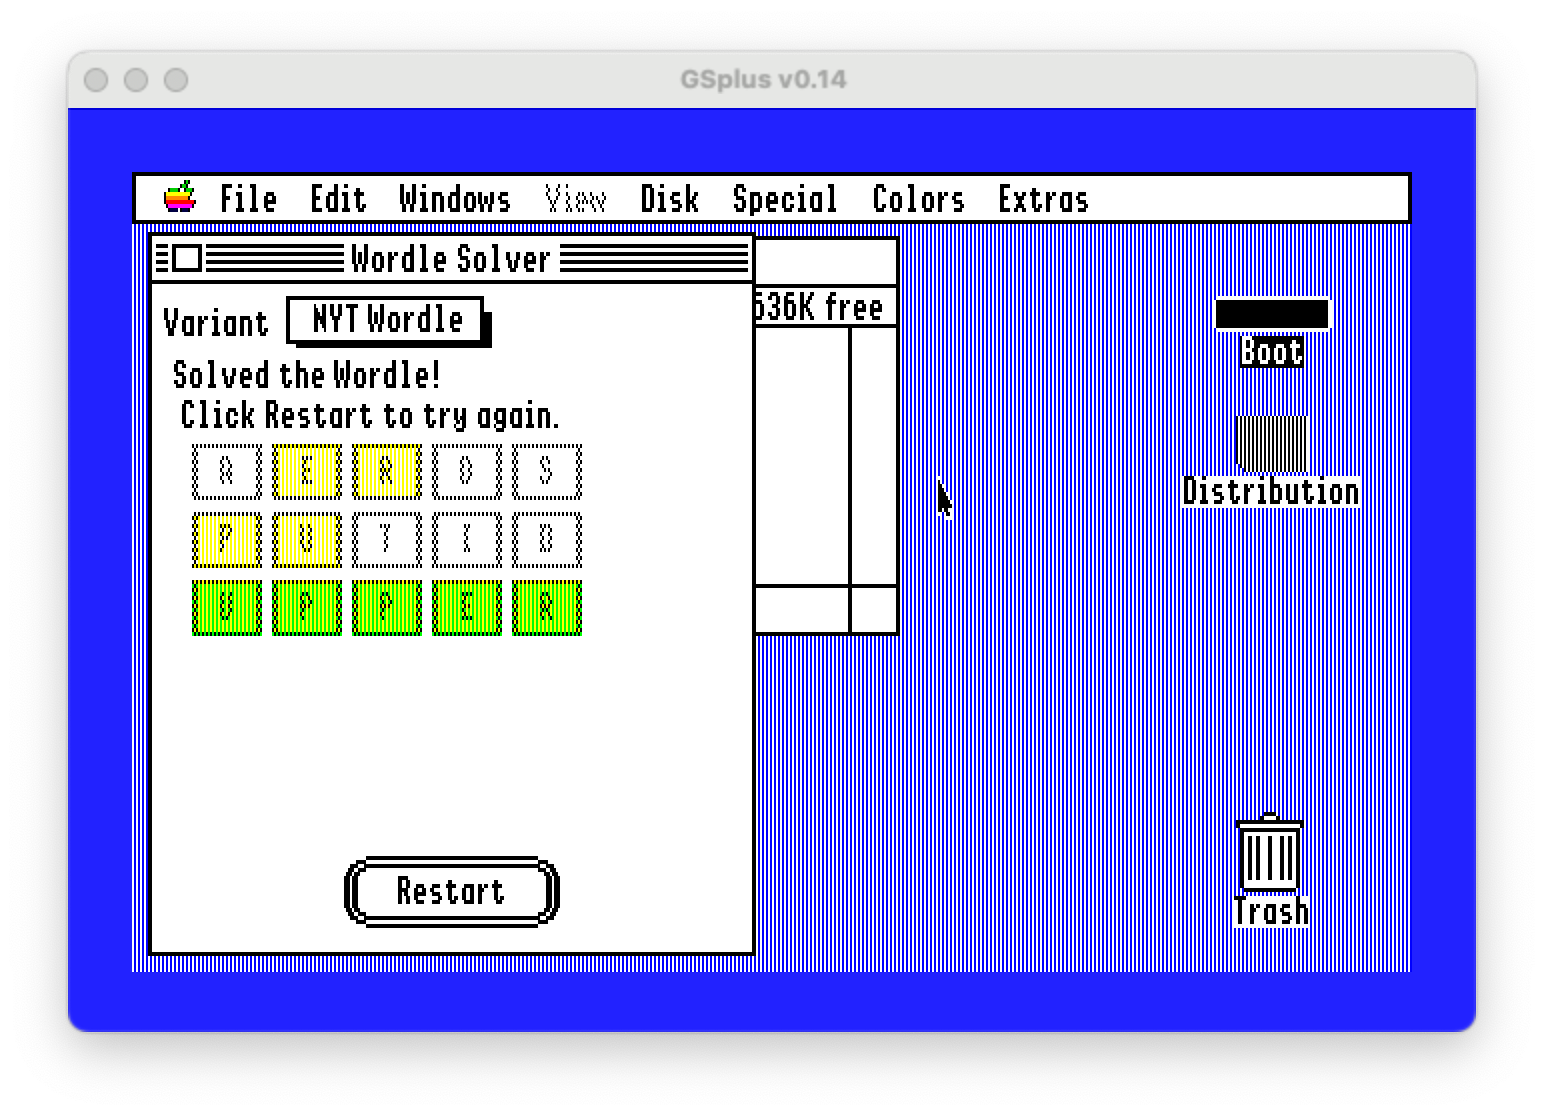 GSplus v0.14
File Edit Windows View Disk Special Colors Extras
Wordle Solver
Variant NYT Wordle
Solved the Wordle!
Click Restart to try again.
A E R O S
P U T I D
U P P E R
Restart
free
Boot
Distribution
Trash